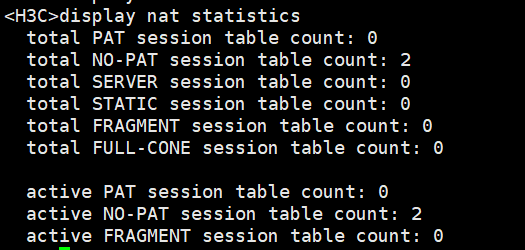 <H3C>display nat statistics
total PAT session table count: 0
total NO-PAT session table count: 2
total SERVER session table count: 0
total STATIC session table count: 0
total FRAGMENT session table count: 0
total FULL-CONE session table count: 0
active PAT session table count: 0
active NO-PAT session table count: 2
active FRAGMENT session table count: 0